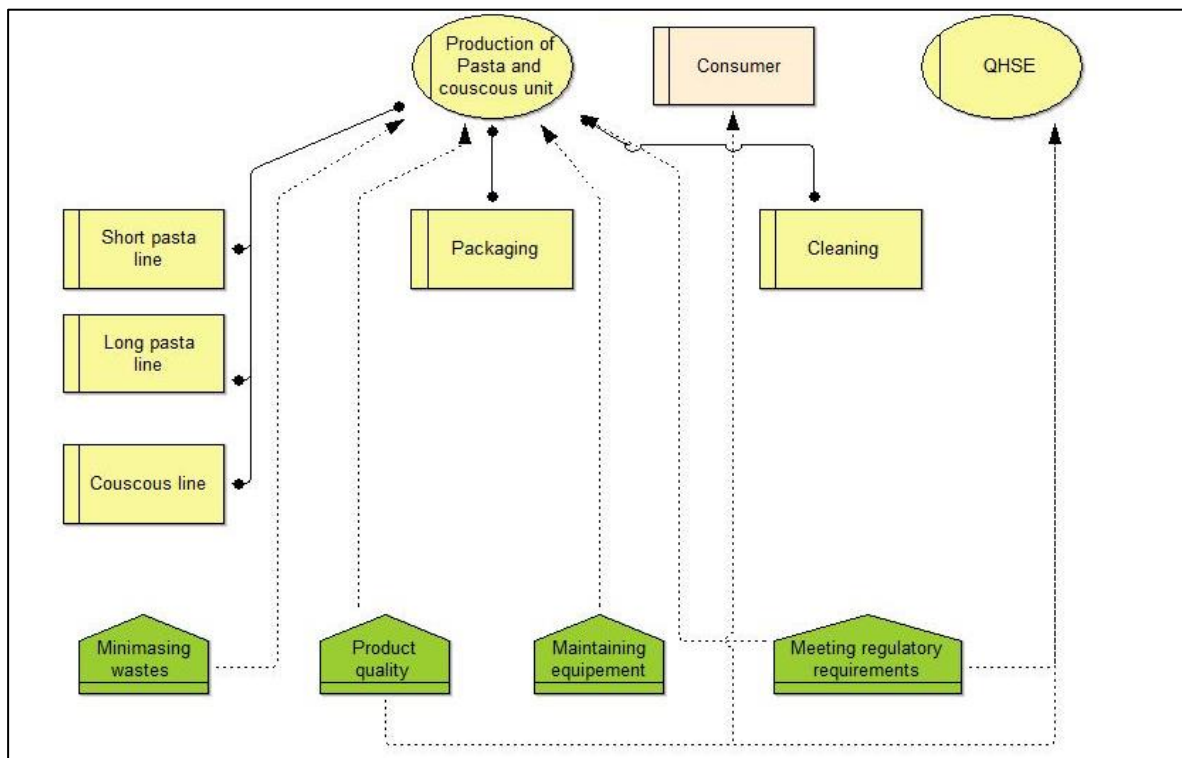 Production of
Pasta and
couscous unit
Consumer
QHSE
Short pasta
line
Packaging
Cleaning
Long pasta
line
Couscous line
Minimasing
wastes
Product
quality
Maintaining
equipement
Meeting regulatory
requirements